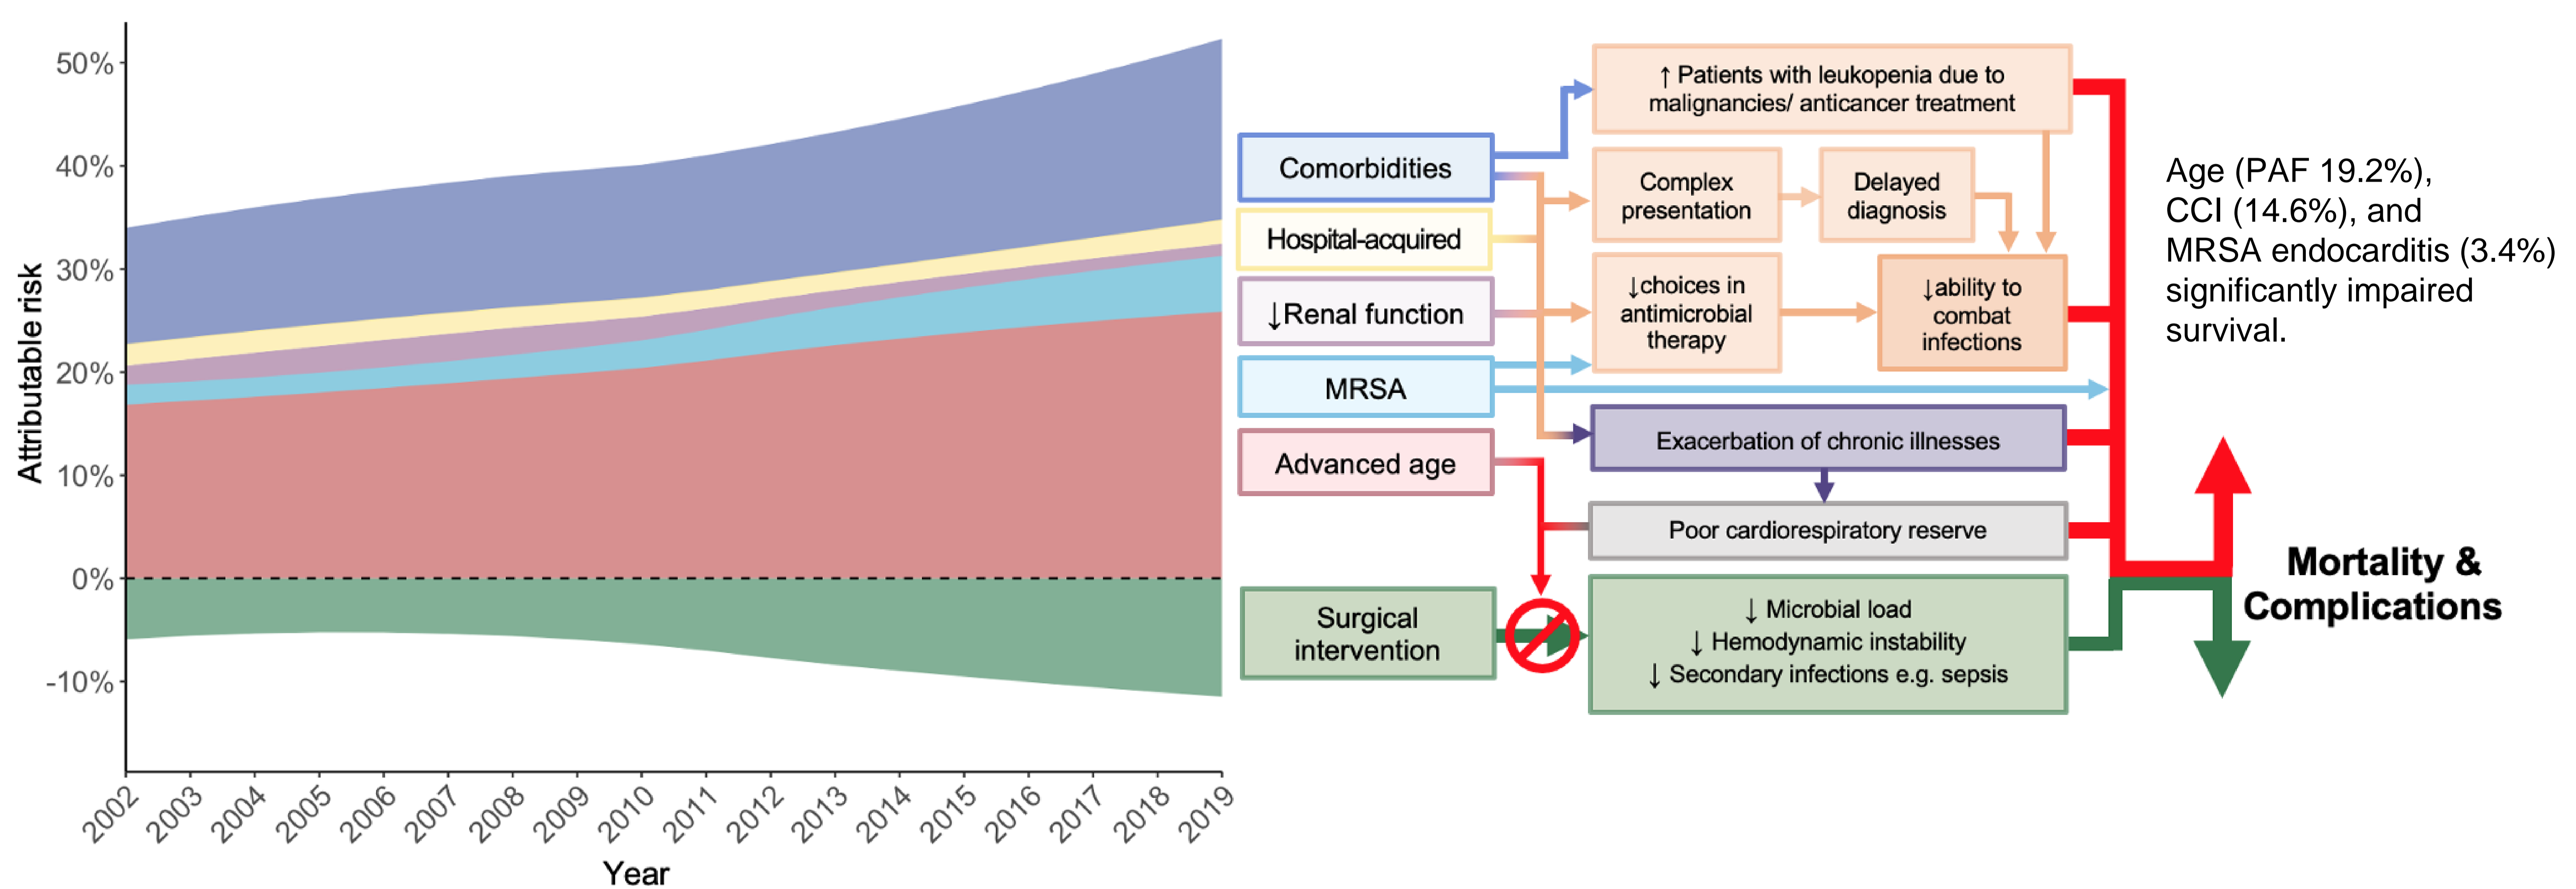 Attributable risk
50%
40%
30%
20%
10%
0%
-10%
2002
2003
2004
2005
2006
2007
2008
2009
2010
2011
2012
2013
2014
2015
2016
2017
2018
2019
Year
Comorbidities
Hospital-acquired
↓Renal function
MRSA
Advanced age
Surgical
intervention
↑ Patients with leukopenia due to
malignancies/ anticancer treatment
Complex
presentation
Delayed
diagnosis
↓choices in
antimicrobial
therapy
↓ability to
combat
infections
Exacerbation of chronic illnesses
Poor cardiorespiratory reserve
↓ Microbial load
↓ Hemodynamic instability
↓ Secondary infections e.g. sepsis
Age (PAF 19.2%),
CCI (14.6%), and
MRSA endocarditis (3.4%)
significantly impaired
survival.
Mortality &
Complications